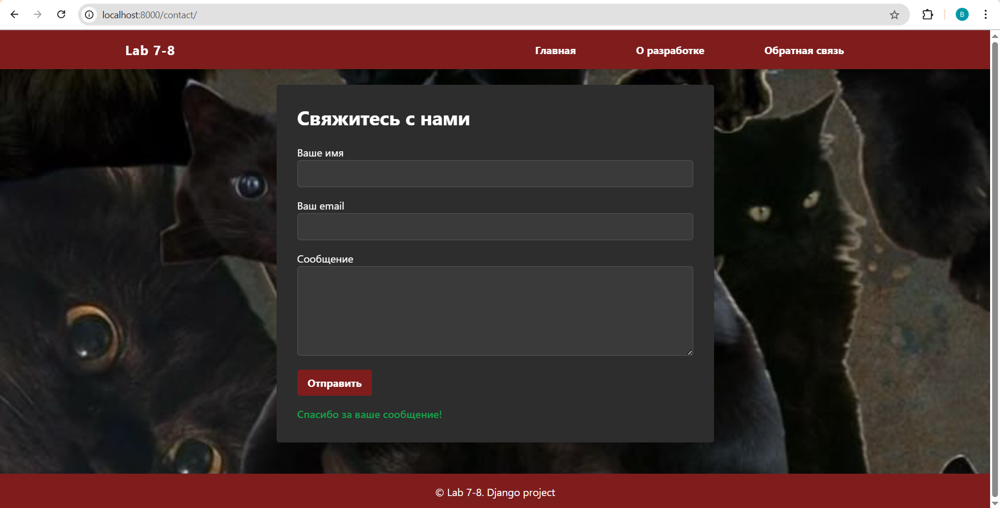 localhost:8000/contact/
B
Lab 7-8
Главная
О разработке
Обратная связь
Свяжитесь с нами
Ваше имя
Ваш email
Сообщение
Отправить
Спасибо за ваше сообщение!
© Lab 7-8. Django project